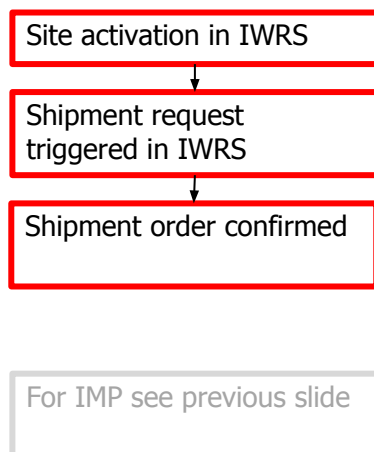 Site activation in IWRS
Shipment request
triggered in IWRS
Shipment order confirmed
For IMP see previous slide